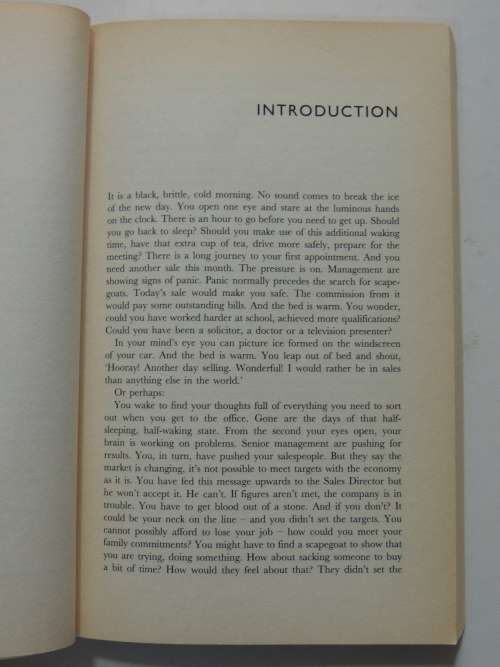 INTRODUCTION
It is a black, brittle, cold morning. No sound comes to break the ice
of the new day. You open one eye and stare at the luminous hands
on the clock. There is an hour to go before you need to get up. Should
you go back to sleep? Should you make use of this additional waking
time, have that extra cup of tea, drive more safely, prepare for the
meeting? There is a long journey to your first appointment. And you
need another sale this month. The pressure is on. Management are
showing signs of panic. Panic normally precedes the search for scape-
goats. Today's sale would make you safe. The commission from it
would pay some outstanding bills. And the bed is warm. You wonder,
could you have worked harder at school, achieved more qualifications?
Could you have been a solicitor, a doctor or a television presenter?
In your mind's eye you can picture ice formed on the windscreen
of your car. And the bed is warm. You leap out of bed and shout,
'Hooray! Another day selling. Wonderful! I would rather be in sales
than anything else in the world.'
Or perhaps:
You wake to find your thoughts full of everything you need to sort
out when you get to the office. Gone are the days of that half-
sleeping, half-waking state. From the second your eyes open, your
brain is working on problems. Senior management are pushing for
results. You, in turn, have pushed your salespeople. But they say the
market is changing, it's not possible to meet targets with the economy
as it is. You have fed this message upwards to the Sales Director but
he won't accept it. He can't. If figures aren't met, the company is in
trouble. You have to get blood out of a stone. And if you don't? It
could be your neck on the line – and you didn't set the targets. You
cannot possibly afford to lose your job – how could you meet your
family commitments? You might have to find a scapegoat to show that
you are trying, doing something. How about sacking someone to buy
a bit of time? How would they feel about that? They didn't set the